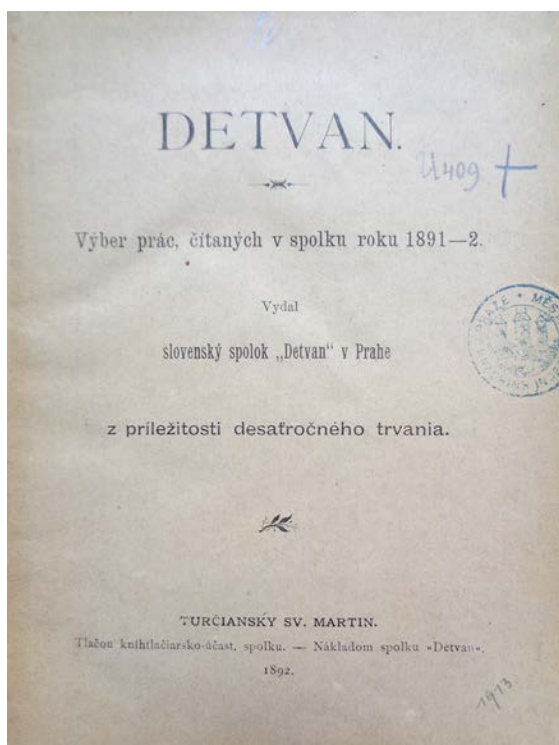 DETVAN.
U409
Výber prác, čítaných v spolku roku 1891—2.
Vydal
slovenský spolok „Detvan“ v Prahe
z príležitosti desaťročného trvania.
TURČIANSKÝ SV. MARTIN.
Tlačou knihtlačiarsko-účast. spolku. — Nákladom spolku »Detvan«.
1892.
1913